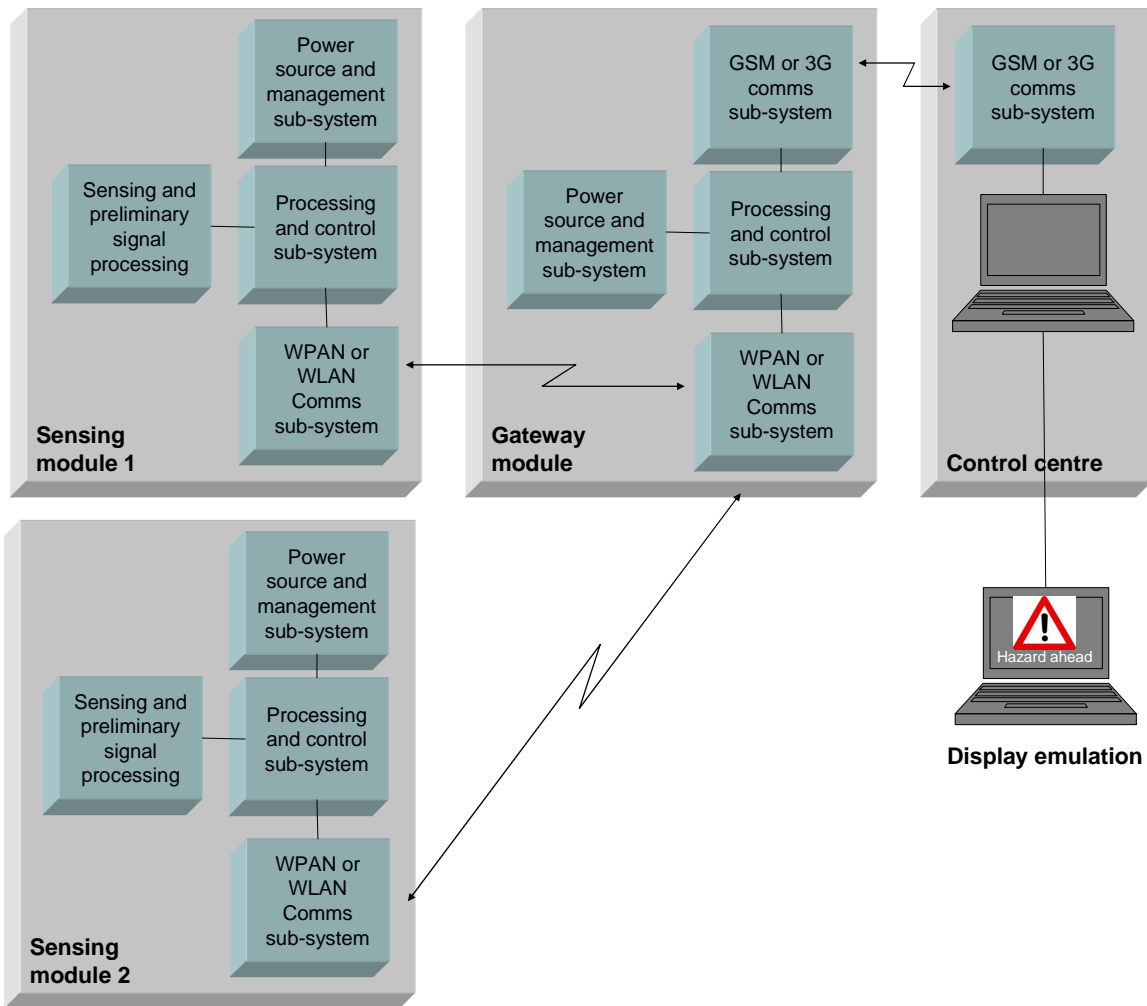 Power
source and
management
sub-system
Sensing and
preliminary
signal
processing
Processing
and control
sub-system
WPAN or
WLAN
Comms
sub-system
Sensing
module 1
GSM or 3G
comms
sub-system
Power
source and
management
sub-system
Processing
and control
sub-system
WPAN or
WLAN
Comms
sub-system
Gateway
module
GSM or 3G
comms
sub-system
Control centre
Power
source and
management
sub-system
Sensing and
preliminary
signal
processing
Processing
and control
sub-system
WPAN or
WLAN
Comms
sub-system
Sensing
module 2
!
Hazard ahead
Display emulation